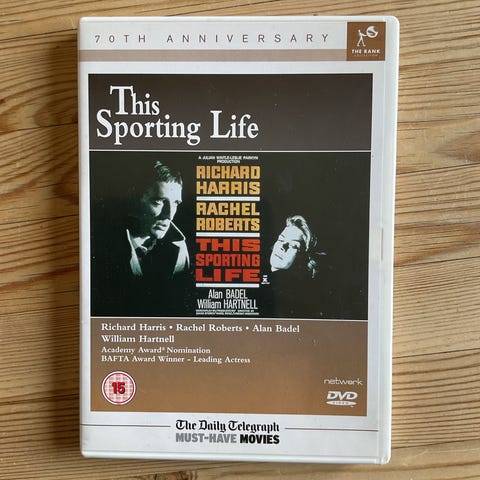 70TH ANNIVERSARY
THE RANK
COLLECTION
This
Sporting Life
A JULIAN WINTLE-LESLIE PARKYN
PRODUCTION
RICHARD
HARRIS
RACHEL
ROBERTS
THIS
SPORTING
LIFE X
Alan BADEL
William HARTNELL
Richard Harris • Rachel Roberts • Alan Badel
William Hartnell
Academy Award® Nomination
BAFTA Award Winner – Leading Actress
15
network
DVD
VIDEO
The Daily Telegraph
MUST-HAVE MOVIES